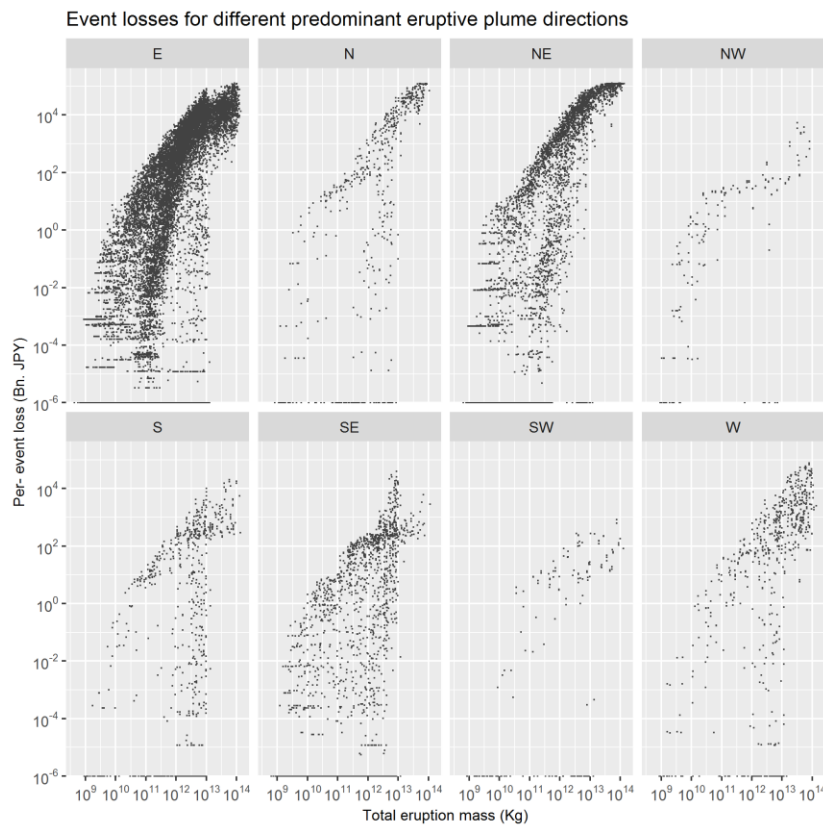 Event losses for different predominant eruptive plume directions
E N NE NW
10^4
10^2
10^0
10^-2
10^-4
10^-6
S SE SW W
10^4
10^2
10^0
10^-2
10^-4
10^-6
Per- event loss (Bn. JPY)
10^9 10^10 10^11 10^12 10^13 10^14 10^9 10^10 10^11 10^12 10^13 10^14 10^9 10^10 10^11 10^12 10^13 10^14 10^9 10^10 10^11 10^12 10^13 10^14
Total eruption mass (Kg)